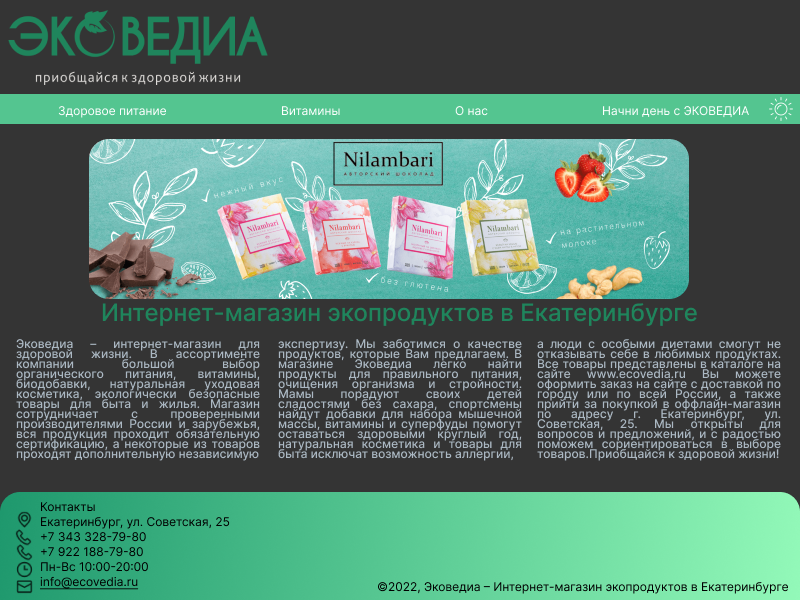 ЭКОВЕДИА
приобщайся к здоровой жизни
Здоровое питание
Витамины
О нас
Начни день с ЭКОВЕДИА
Nilambari
АВТОРСКИЙ ШОКОЛАД
нежный вкус
Nilambari
Nilambari
Nilambari
Nilambari
на растительном
молоке
без глютена
Интернет-магазин экопродуктов в Екатеринбурге
Эковедиа – интернет-магазин для
здоровой жизни. В ассортименте
компании большой выбор
органического питания, витамины,
биодобавки, натуральная уходовая
косметика, экологически безопасные
товары для быта и жилья. Магазин
сотрудничает с проверенными
производителями России и зарубежья,
вся продукция проходит обязательную
сертификацию, а некоторые из товаров
проходят дополнительную независимую
экспертизу. Мы заботимся о качестве
продуктов, которые Вам предлагаем. В
магазине Эковедиа легко найти
продукты для правильного питания,
очищения организма и стройности.
Мамы порадуют своих детей
сладостями без сахара, спортсмены
найдут добавки для набора мышечной
массы, витамины и суперфуды помогут
оставаться здоровыми круглый год,
натуральная косметика и товары для
быта исключат возможность аллергии,
а люди с особыми диетами смогут не
отказывать себе в любимых продуктах.
Все товары представлены в каталоге на
сайте www.ecovedia.ru Вы можете
оформить заказ на сайте с доставкой по
городу или по всей России, а также
прийти за покупкой в оффлайн-магазин
по адресу г. Екатеринбург, ул.
Советская, 25. Мы открыты для
вопросов и предложений, и с радостью
поможем сориентироваться в выборе
товаров.Приобщайся к здоровой жизни!
Контакты
Екатеринбург, ул. Советская, 25
+7 343 328-79-80
+7 922 188-79-80
Пн-Вс 10:00-20:00
info@ecovedia.ru
©2022, Эковедиа – Интернет-магазин экопродуктов в Екатеринбурге